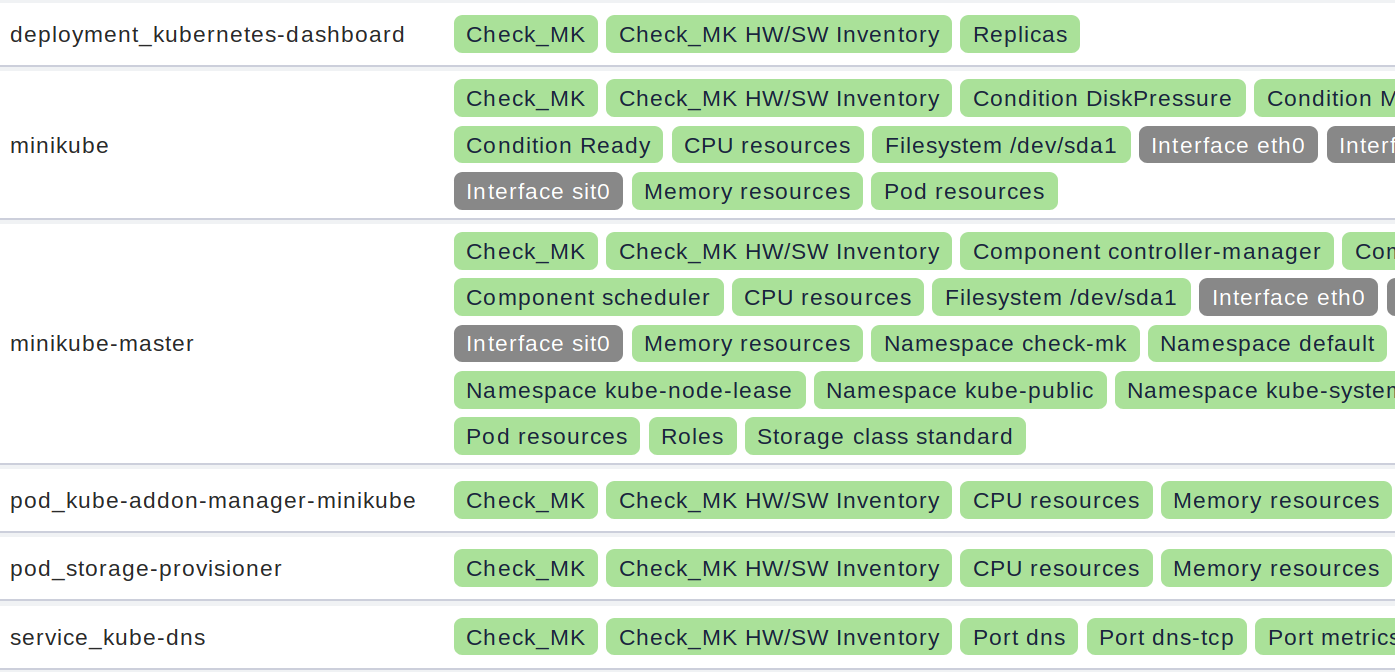 deployment_kubernetes-dashboard Check_MK Check_MK HW/SW Inventory Replicas
Check_MK Check_MK HW/SW Inventory Condition DiskPressure Condition
minikube Condition Ready CPU resources Filesystem /dev/sda1 Interface eth0
Interface sit0 Memory resources Pod resources
Check_MK Check_MK HW/SW Inventory Component controller-manager
Component scheduler CPU resources Filesystem /dev/sda1 Interface eth0
minikube-master Interface sit0 Memory resources Namespace check-mk Namespace default
Namespace kube-node-lease Namespace kube-public Namespace kube-system
Pod resources Roles Storage class standard
pod_kube-addon-manager-minikube Check_MK Check_MK HW/SW Inventory CPU resources Memory resources
pod_storage-provisioner Check_MK Check_MK HW/SW Inventory CPU resources Memory resources
service_kube-dns Check_MK Check_MK HW/SW Inventory Port dns Port dns-tcp Port metrics